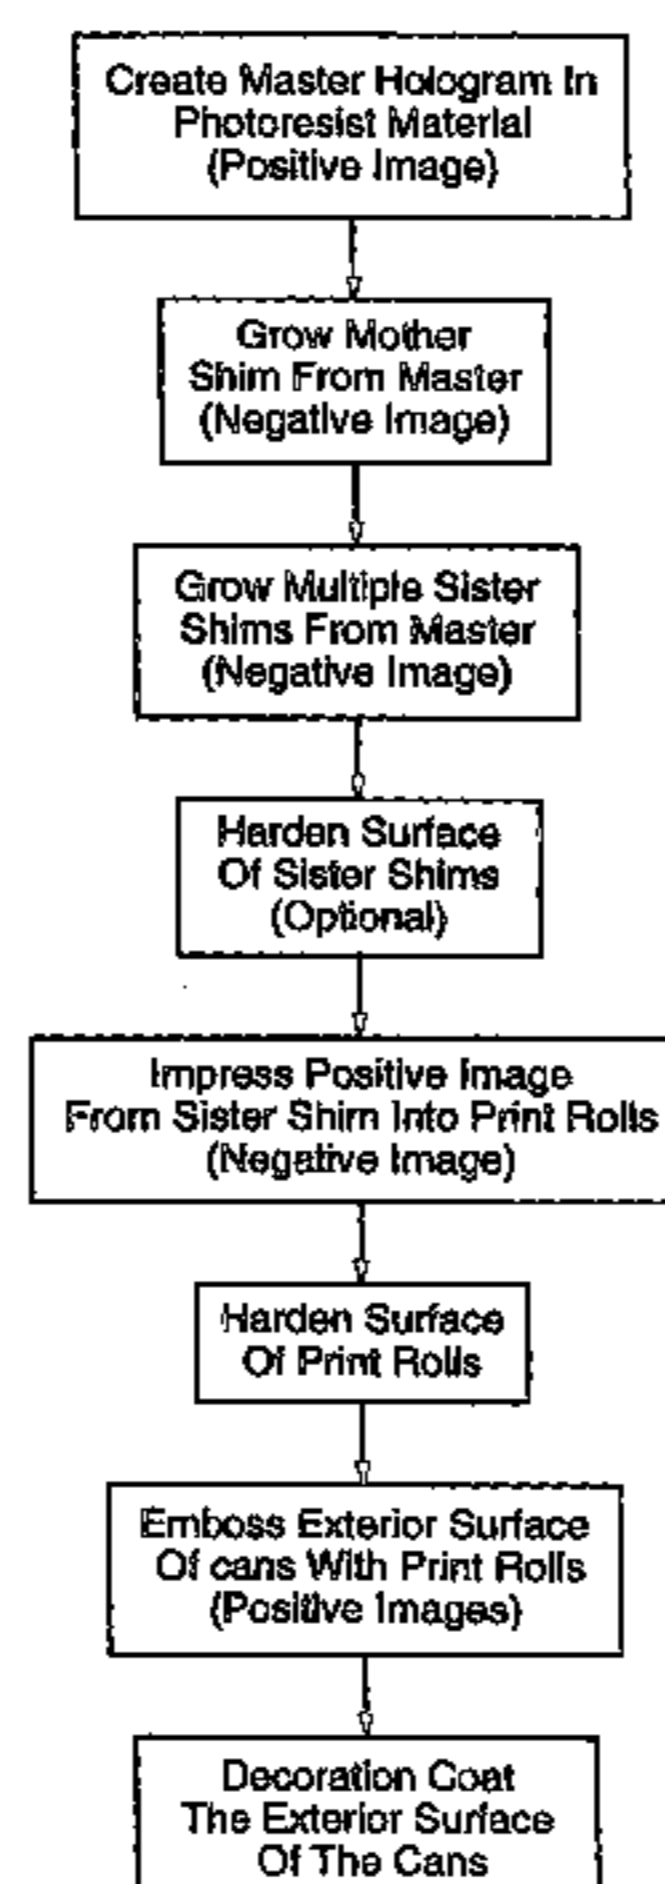 Create Master Hologram In
Photoresist Material
(Positive Image)
Grow Mother
Shim From Master
(Negative Image)
Grow Multiple Sister
Shims From Master
(Negative Image)
Harden Surface
Of Sister Shims
(Optional)
Impress Positive Image
From Sister Shim Into Print Rolls
(Negative Image)
Harden Surface
Of Print Rolls
Emboss Exterior Surface
Of cans With Print Rolls
(Positive Images)
Decoration Coat
The Exterior Surface
Of The Cans